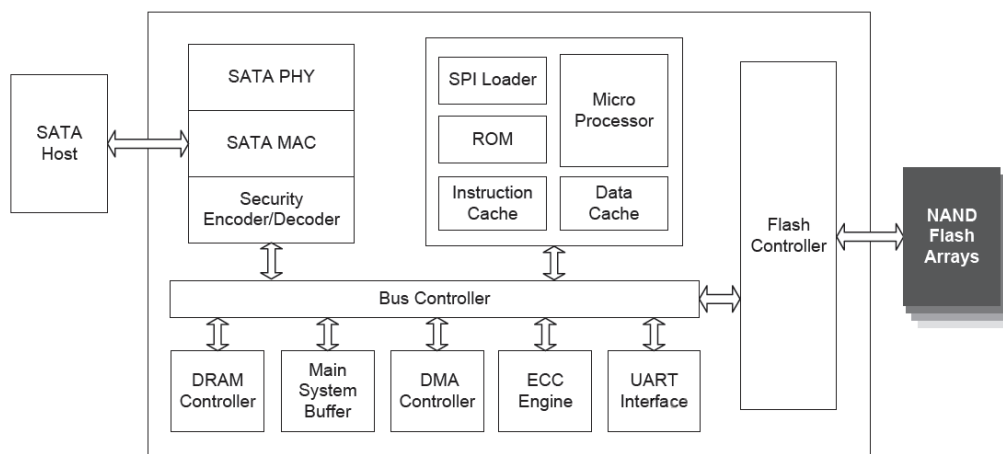 SATA
Host
SATA PHY
SATA MAC
Security
Encoder/Decoder
SPI Loader
ROM
Instruction
Cache
Micro
Processor
Data
Cache
Flash
Controller
NAND
Flash
Arrays
Bus Controller
DRAM
Controller
Main
System
Buffer
DMA
Controller
ECC
Engine
UART
Interface